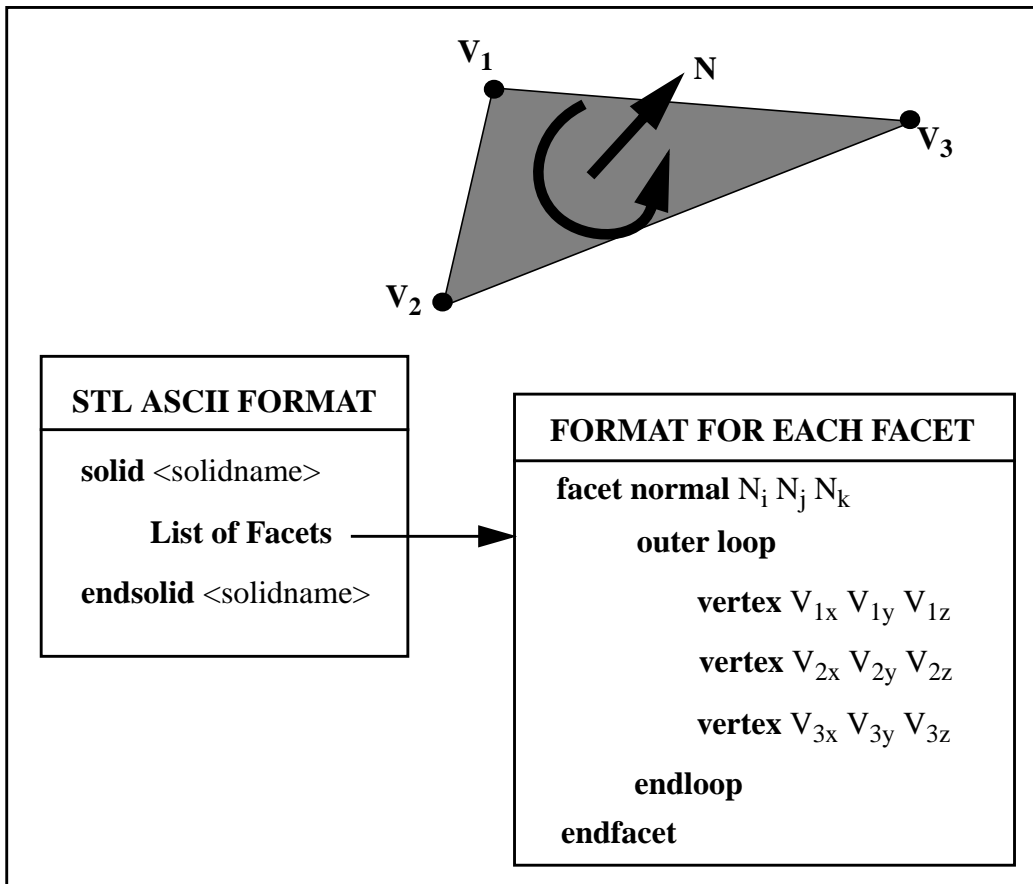 V1
N
V3
V2
STL ASCII FORMAT
solid <solidname>
List of Facets
endsolid <solidname>
FORMAT FOR EACH FACET
facet normal Ni Nj Nk
outer loop
vertex V1x V1y V1z
vertex V2x V2y V2z
vertex V3x V3y V3z
endloop
endfacet